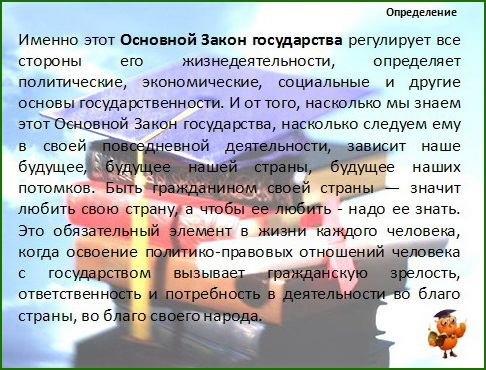 Определение
Именно этот Основной Закон государства регулирует все
стороны его жизнедеятельности, определяет
политические, экономические, социальные и другие
основы государственности. И от того, насколько мы знаем
этот Основной Закон государства, насколько следуем ему
в своей повседневной деятельности, зависит наше
будущее, будущее нашей страны, будущее наших
потомков. Быть гражданином своей страны — значит
любить свою страну, а чтобы ее любить - надо ее знать.
Это обязательный элемент в жизни каждого человека,
когда освоение политико-правовых отношений человека
с государством вызывает гражданскую зрелость,
ответственность и потребность в деятельности во благо
страны, во благо своего народа.